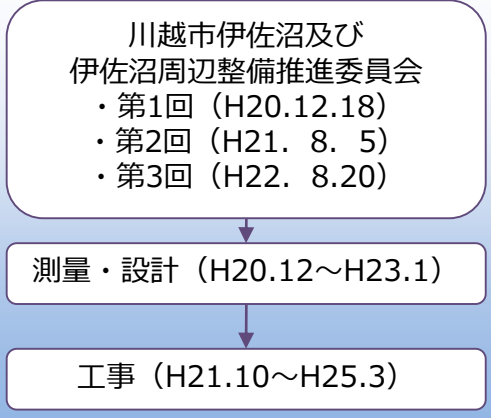 川越市伊佐沼及び
伊佐沼周辺整備推進委員会
・第1回（H20.12.18）
・第2回（H21. 8. 5）
・第3回（H22. 8.20）
測量・設計（H20.12～H23.1）
工事（H21.10～H25.3）